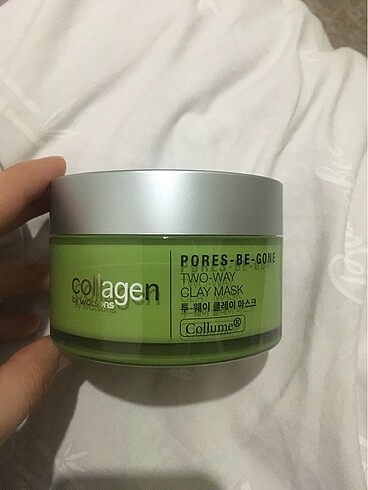 collagen
by watsons
PORES-BE-GONE
TWO-WAY
CLAY MASK
투-웨이 클레이 마스크
Collume®